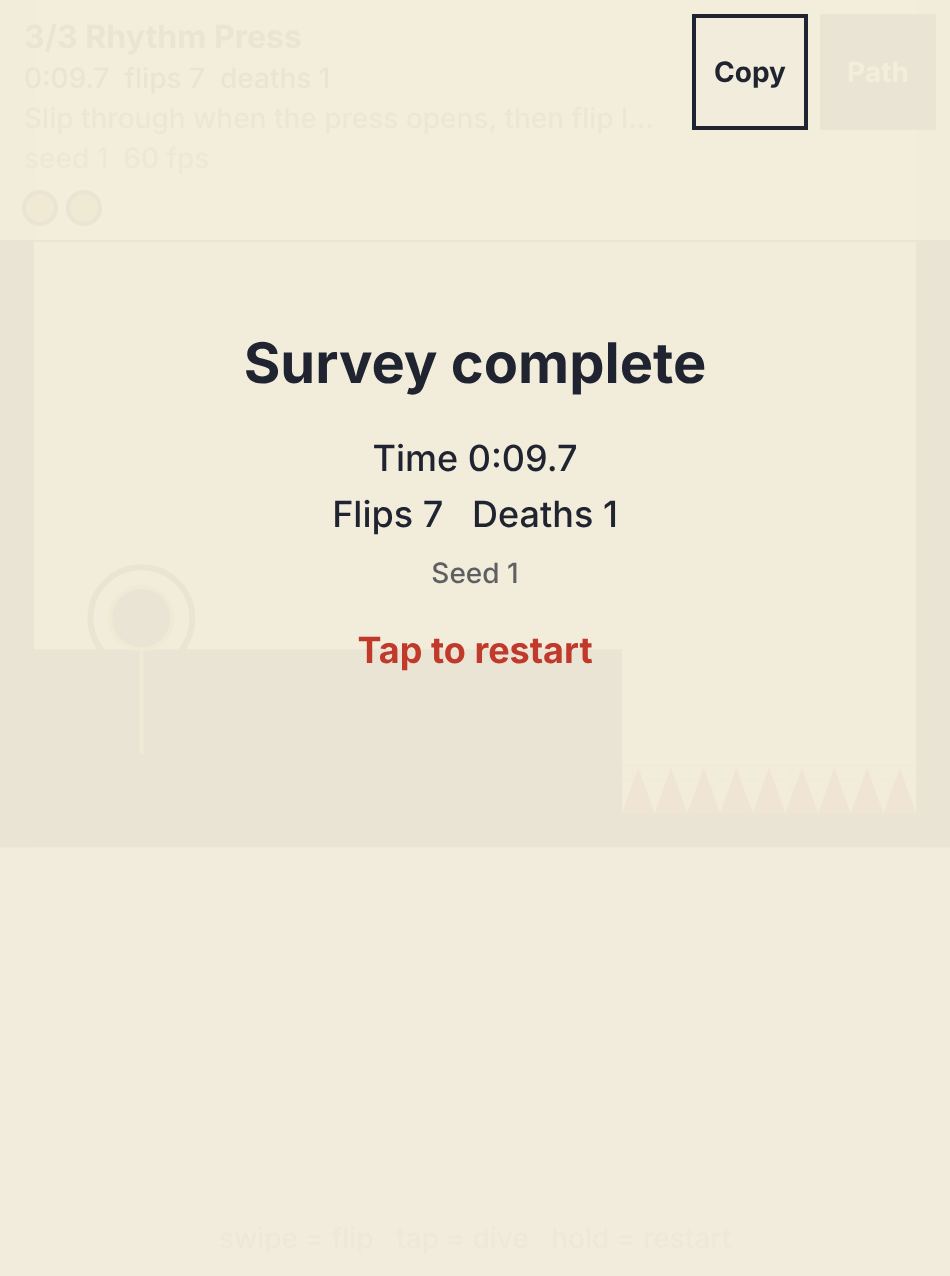 3/3 Rhythm Press
0:09.7 flips 7 deaths 1
Slip through when the press opens, then flip l...
seed 1 60 fps
Copy
Path
Survey complete
Time 0:09.7
Flips 7 Deaths 1
Seed 1
Tap to restart
swipe = flip tap = dive hold = restart